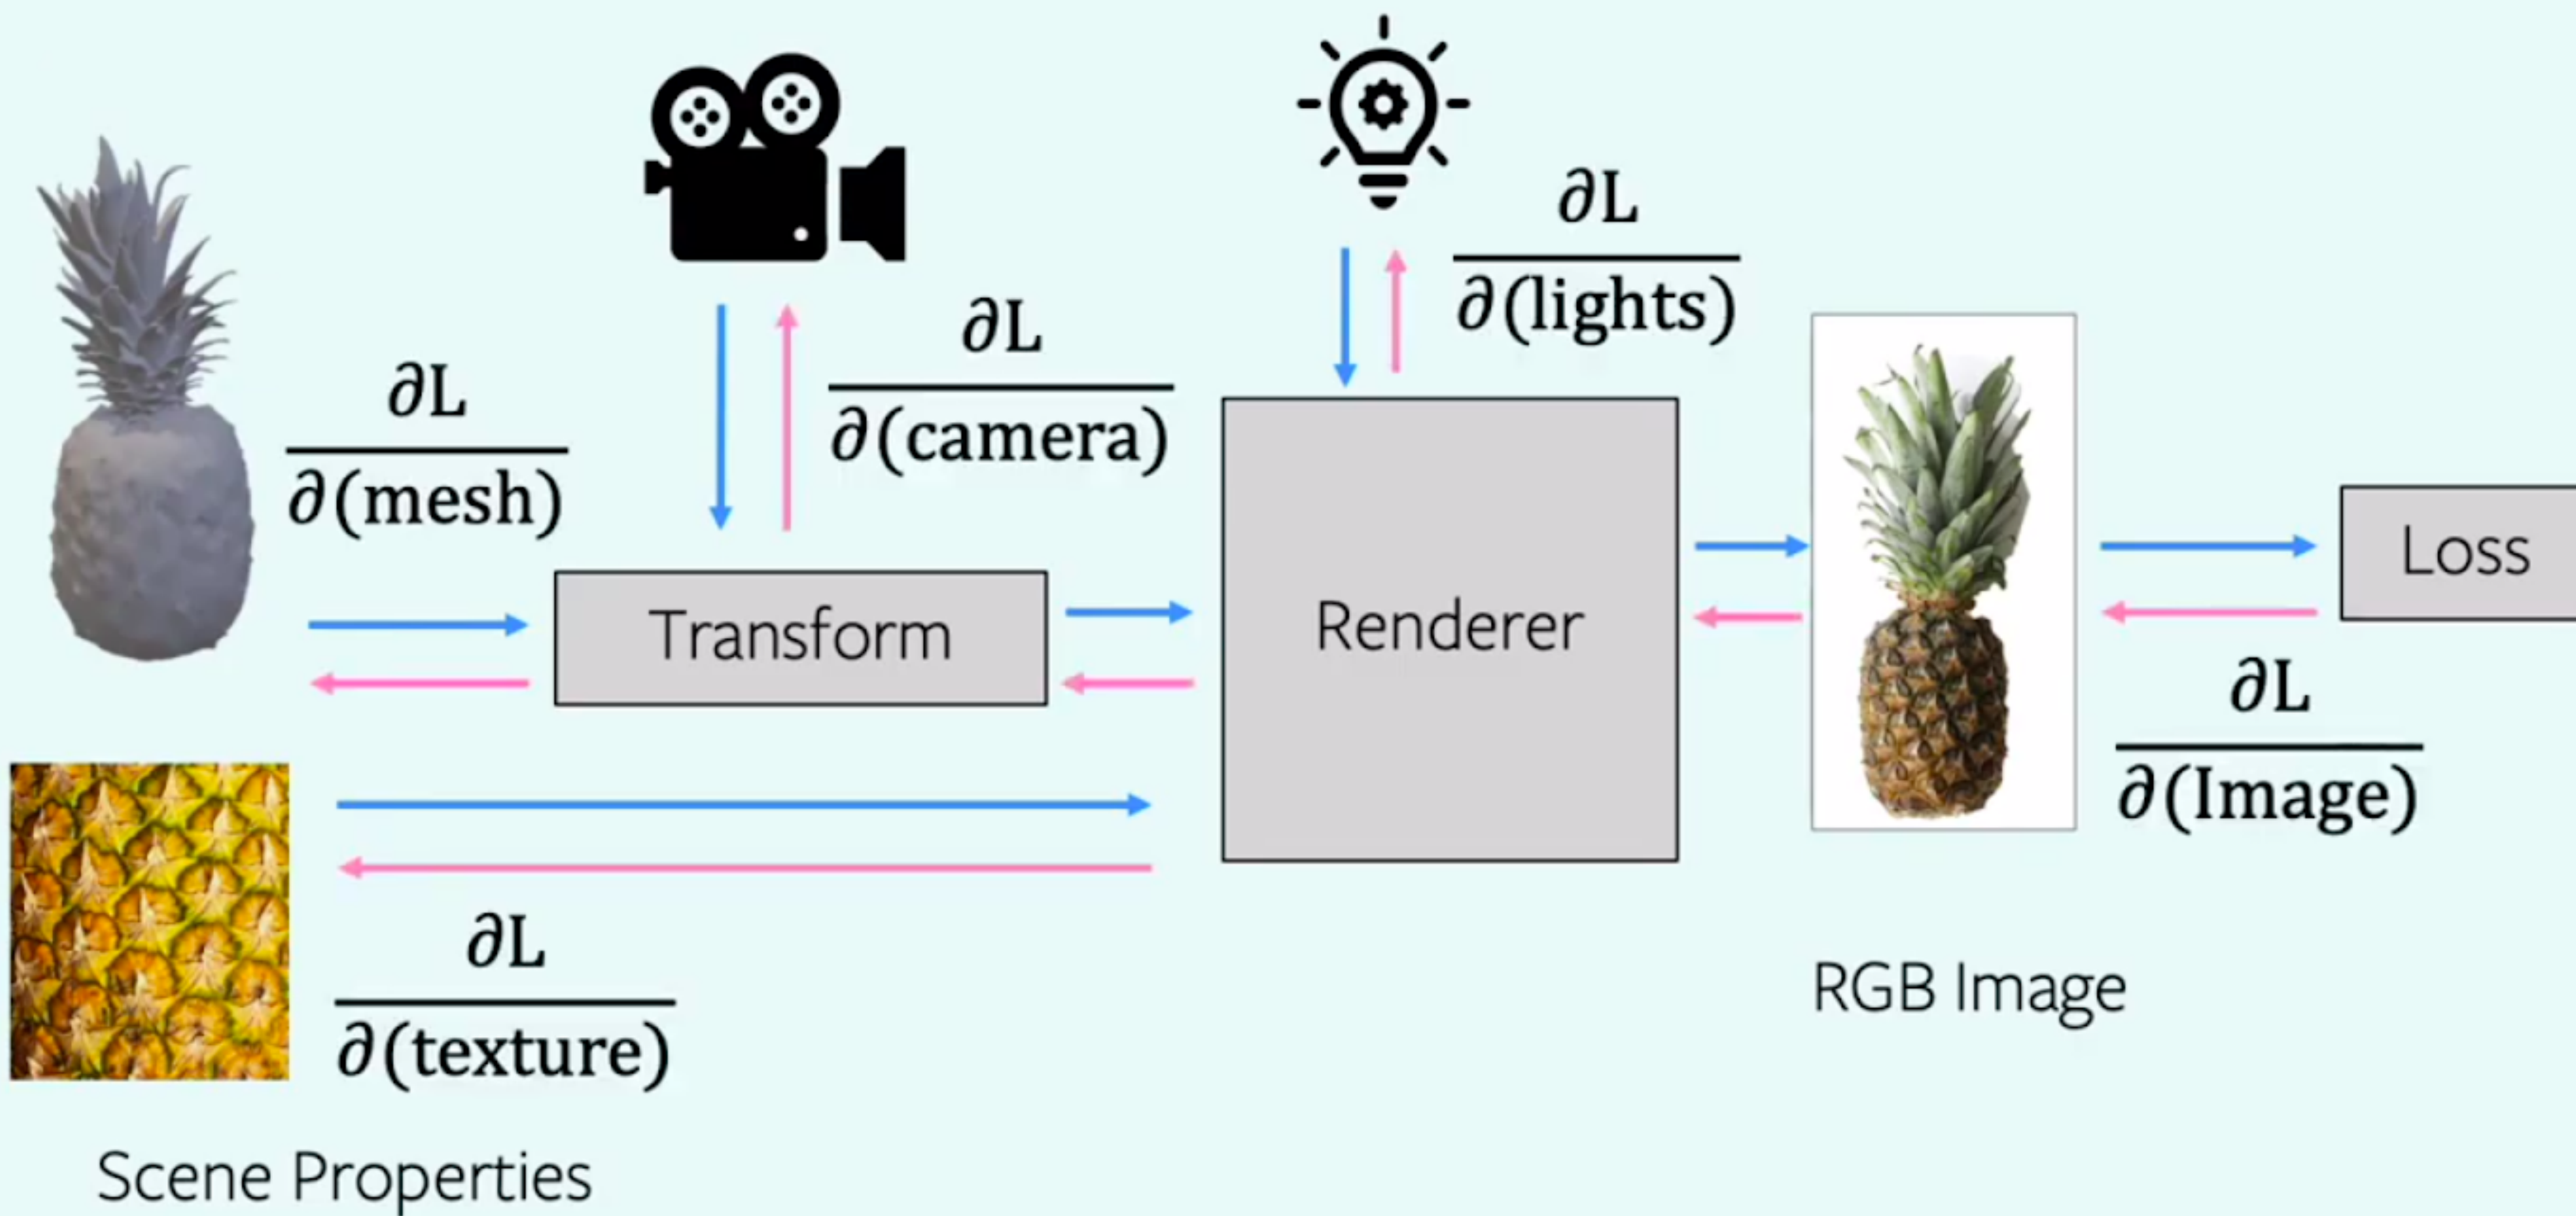 ∂L
∂(lights)
∂L
∂(camera)
∂L
∂(mesh)
Transform
Renderer
Loss
∂L
∂(Image)
∂L
∂(texture)
RGB Image
Scene Properties